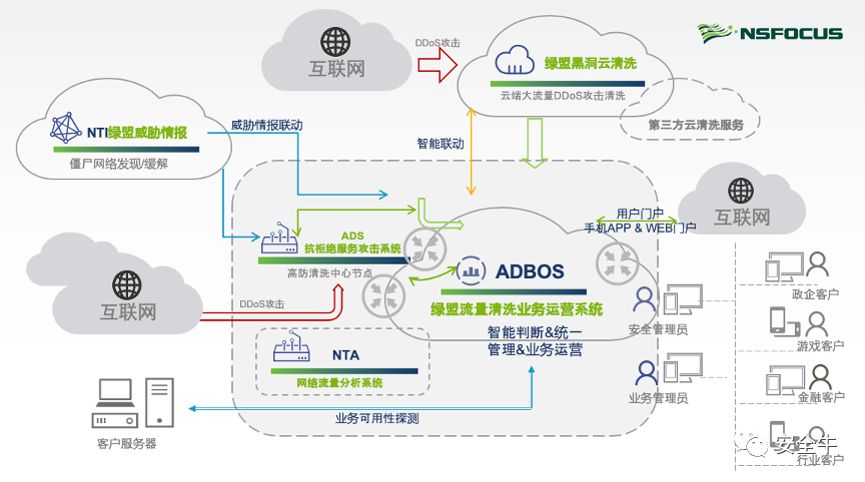 NSFOCUS
互联网
DDoS攻击
绿盟黑洞云清洗
云端大流量DDoS攻击清洗
第三方云清洗服务
NTI绿盟威胁情报
僵尸网络发现/缓解
威胁情报联动
智能联动
用户门户
手机APP & WEB门户
互联网
ADS
抗拒绝服务攻击系统
高防清洗中心节点
ADBOS
绿盟流量清洗业务运营系统
智能判断&统一
管理&业务运营
互联网
DDoS攻击
NTA
网络流量分析系统
安全管理员
业务管理员
政企客户
游戏客户
金融客户
行业客户
客户服务器
业务可用性探测
安全牛